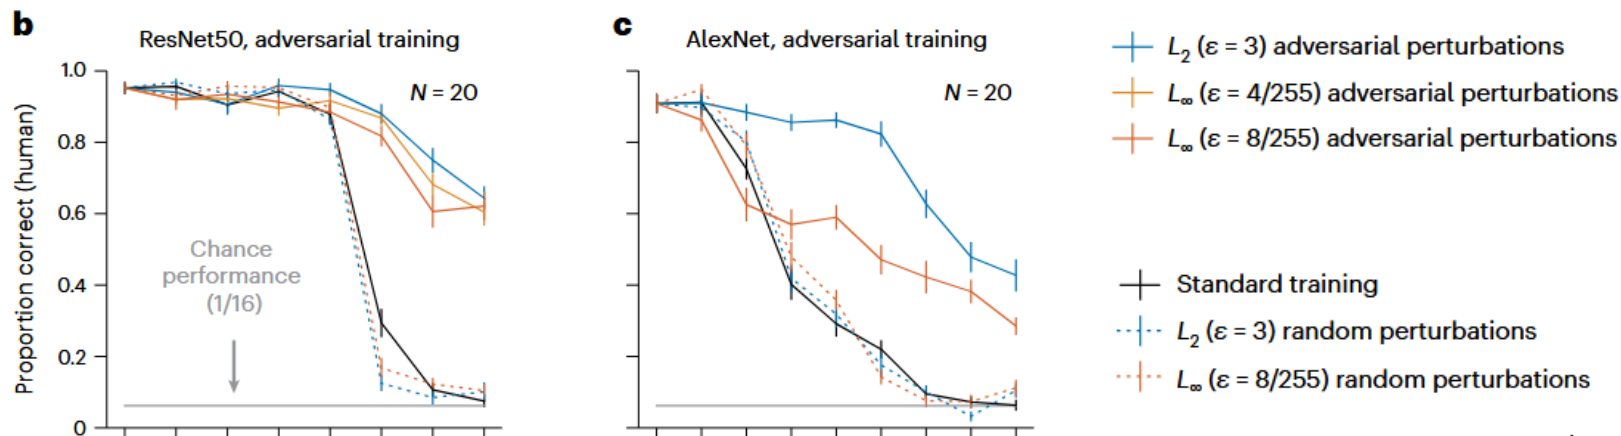 b
ResNet50, adversarial training
N = 20
Proportion correct (human)
1.0
0.8
0.6
0.4
0.2
0
Chance
performance
(1/16)
c
AlexNet, adversarial training
N = 20
L₂ (ε = 3) adversarial perturbations
L∞ (ε = 4/255) adversarial perturbations
L∞ (ε = 8/255) adversarial perturbations
Standard training
L₂ (ε = 3) random perturbations
L∞ (ε = 8/255) random perturbations